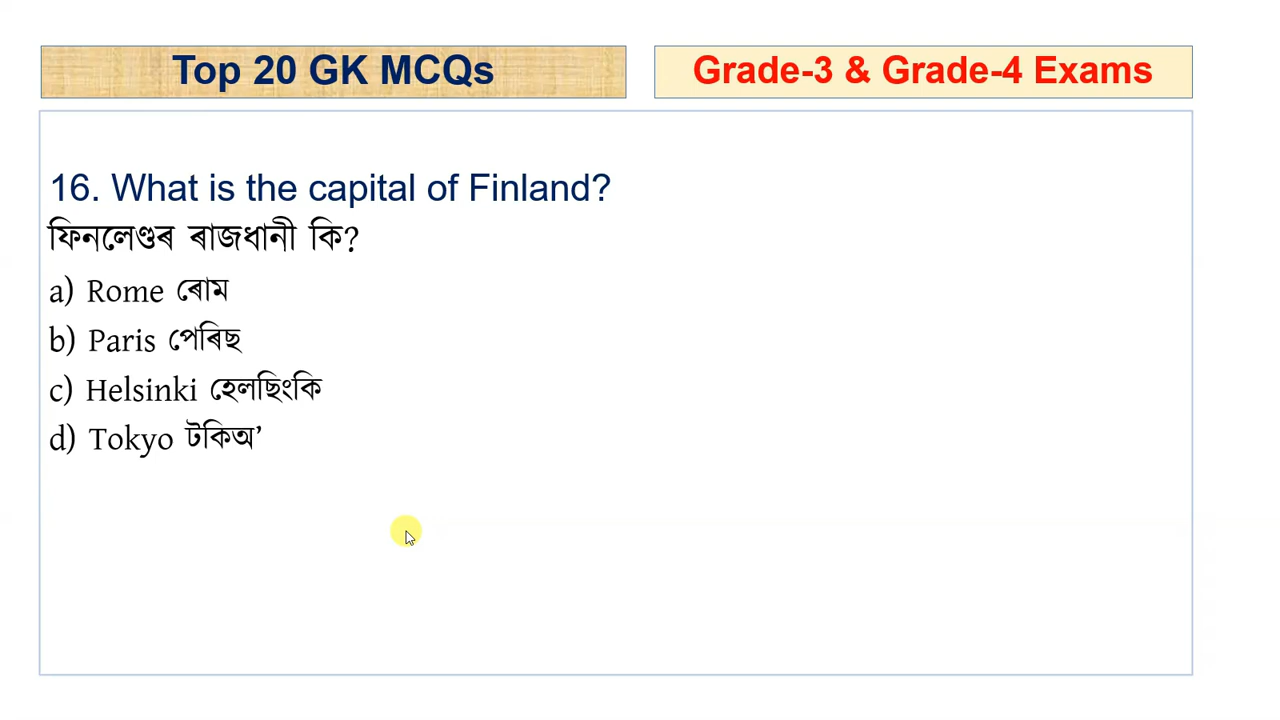 Top 20 GK MCQs
Grade-3 & Grade-4 Exams
16. What is the capital of Finland?
ফিনলেণ্ডৰ ৰাজধানী কি?
a) Rome ৰোম
b) Paris পেৰিছ
c) Helsinki হেলছিংকি
d) Tokyo টকিঅ’